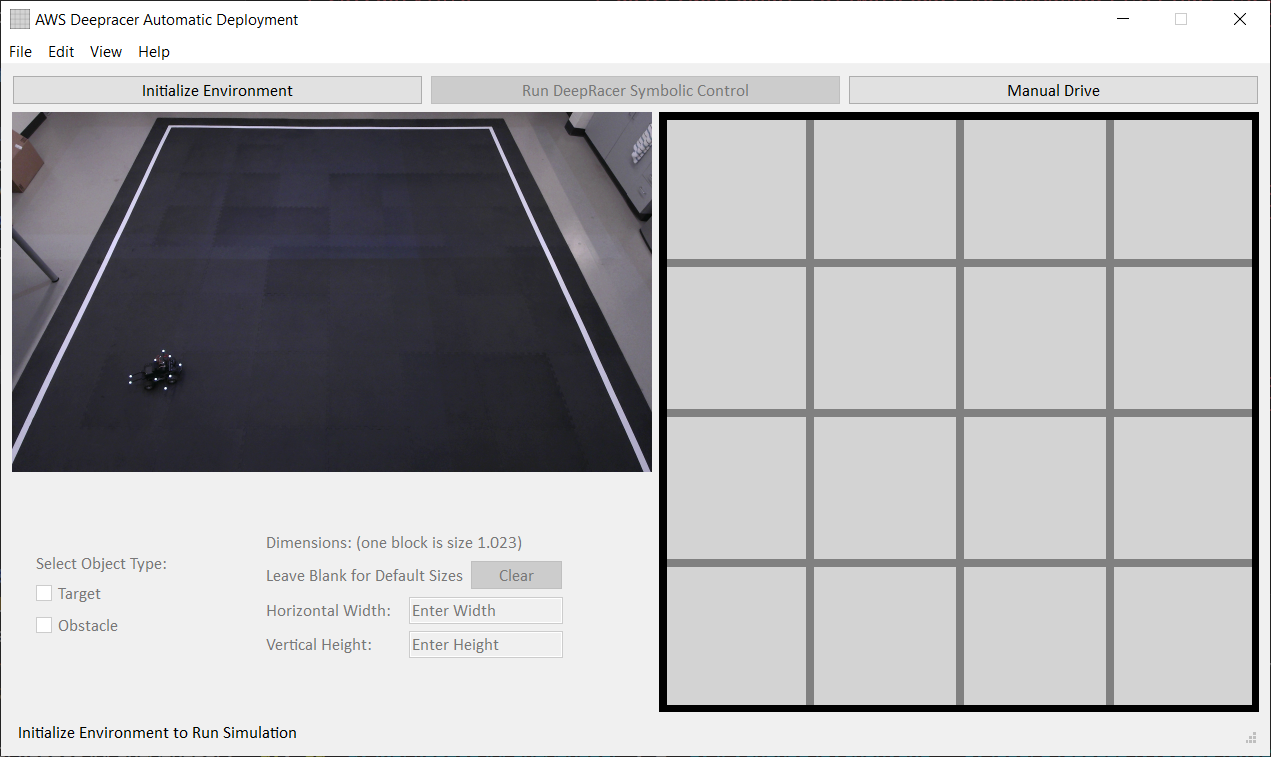 AWS Deepracer Automatic Deployment
File Edit View Help
Initialize Environment
Run DeepRacer Symbolic Control
Manual Drive
Select Object Type:
Target
Obstacle
Dimensions: (one block is size 1.023)
Leave Blank for Default Sizes Clear
Horizontal Width: Enter Width
Vertical Height: Enter Height
Initialize Environment to Run Simulation